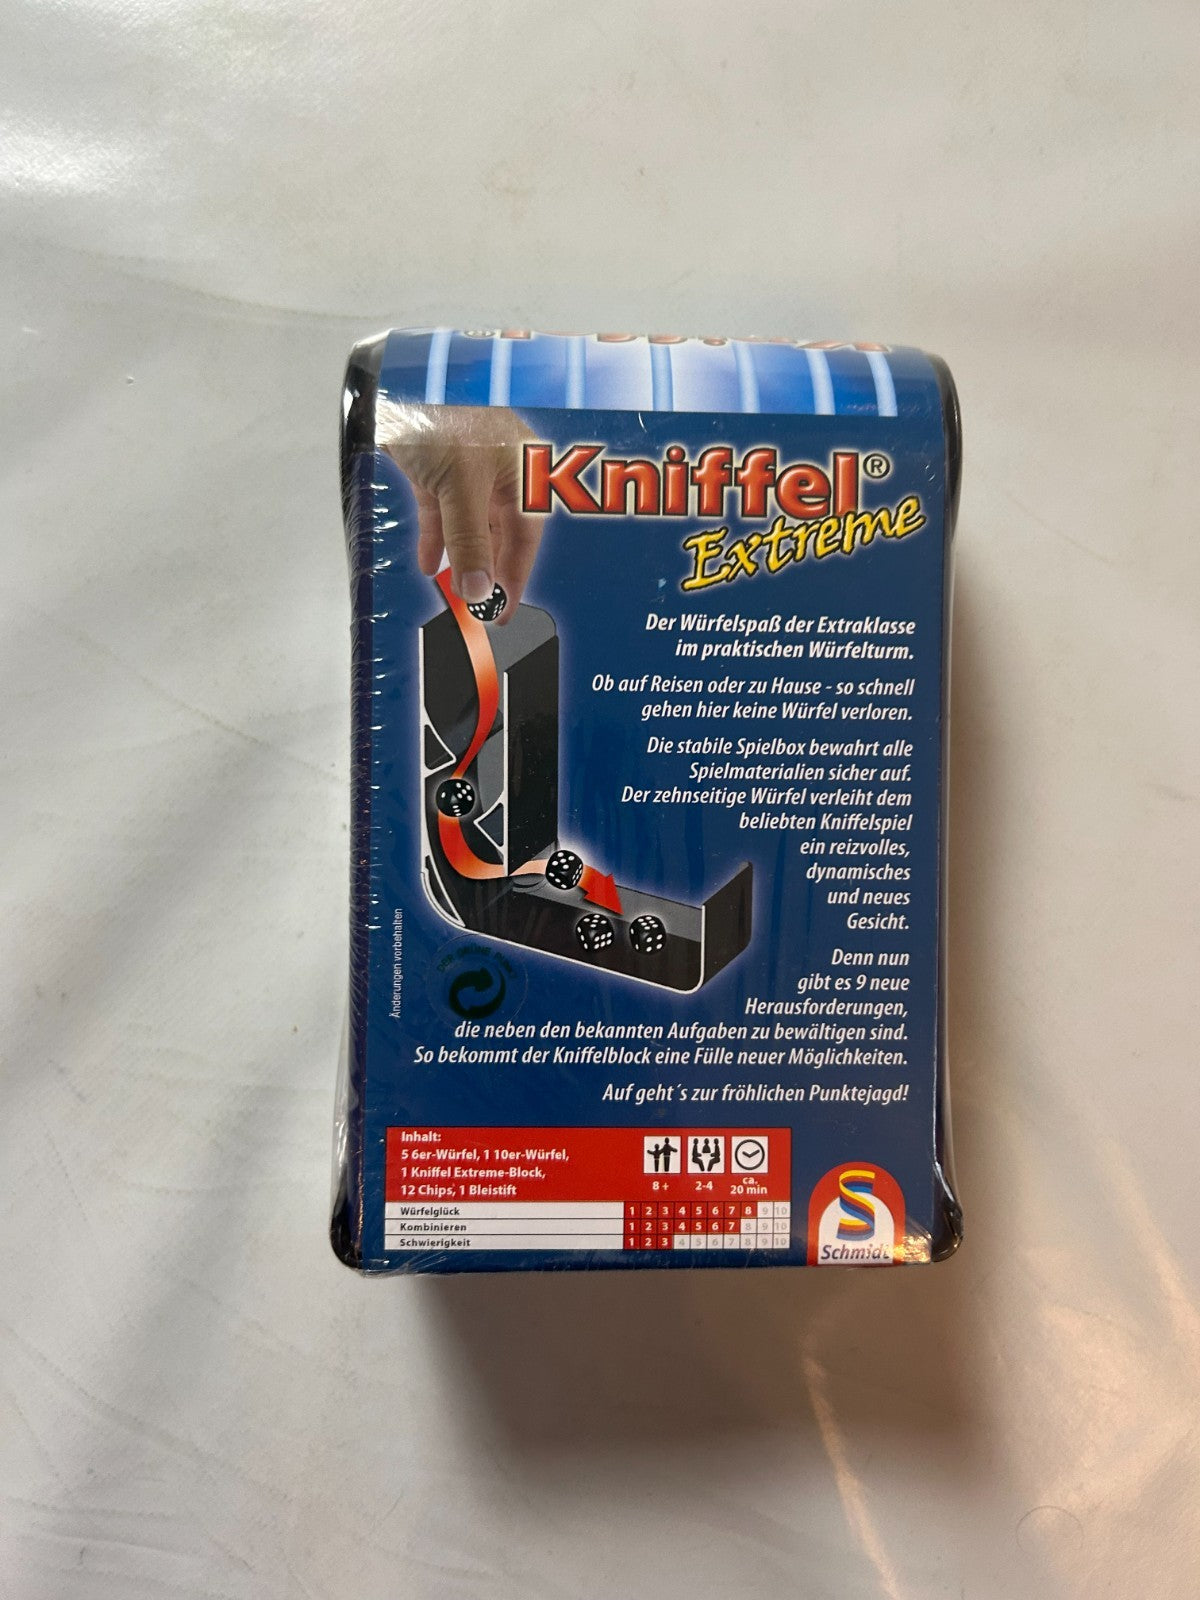 Kniffel®
Extreme
Der Würfelspaß der Extraklasse
im praktischen Würfelturm.
Ob auf Reisen oder zu Hause - so schnell
gehen hier keine Würfel verloren.
Die stabile Spielbox bewahrt alle
Spielmaterialien sicher auf.
Der zehnseitige Würfel verleiht dem
beliebten Kniffelspiel
ein reizvolles,
dynamisches
und neues
Gesicht.
Denn nun
gibt es 9 neue
Herausforderungen,
die neben den bekannten Aufgaben zu bewältigen sind.
So bekommt der Kniffelblock eine Fülle neuer Möglichkeiten.
Auf geht´s zur fröhlichen Punktejagd!
Änderungen vorbehalten
DER GRÜNE PUNKT
Inhalt:
5 6er-Würfel, 1 10er-Würfel,
1 Kniffel Extreme-Block,
12 Chips, 1 Bleistift
8 +
2-4
ca.
20 min
Würfelglück 1 2 3 4 5 6 7 8 9 10
Kombinieren 1 2 3 4 5 6 7 8 9 10
Schwierigkeit 1 2 3 4 5 6 7 8 9 10
Schmidt